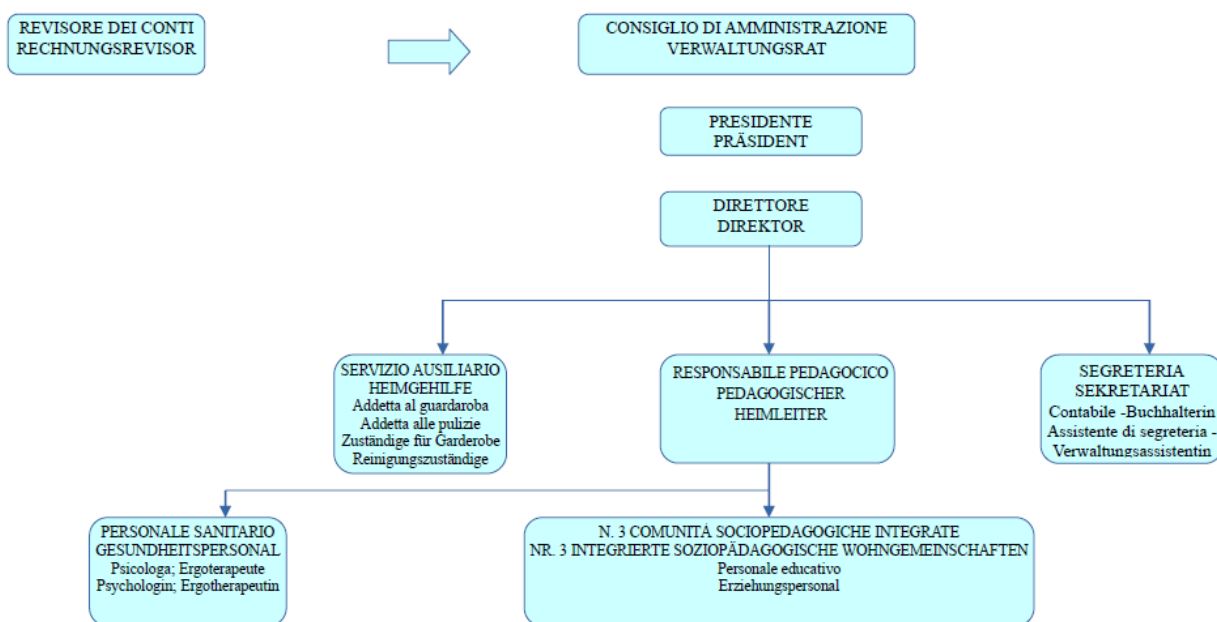 REVISORE DEI CONTI
RECHNUNGSREVISOR
CONSIGLIO DI AMMINISTRAZIONE
VERWALTUNGSRAT
PRESIDENTE
PRÄSIDENT
DIRETTORE
DIREKTOR
SERVIZIO AUSILIARIO
HEIMGEHILFE
Addetta al guardaroba
Addetta alle pulizie
Zuständige für Garderobe
Reinigungszuständige
RESPONSABILE PEDAGOCICO
PEDAGOGISCHER
HEIMLEITER
SEGRETERIA
SEKRETARIAT
Contabile -Buchhalterin
Assistente di segreteria -
Verwaltungsassistentin
PERSONALE SANITARIO
GESUNDHEITSPERSONAL
Psicologa; Ergoterapeute
Psychologin; Ergotherapeutin
N. 3 COMUNITÀ SOCIOPEDAGOGICHE INTEGRATE
NR. 3 INTEGRIERTE SOZIOPÄDAGOGISCHE WOHNGEMEINSCHAFTEN
Personale educativo
Erziehungspersonal